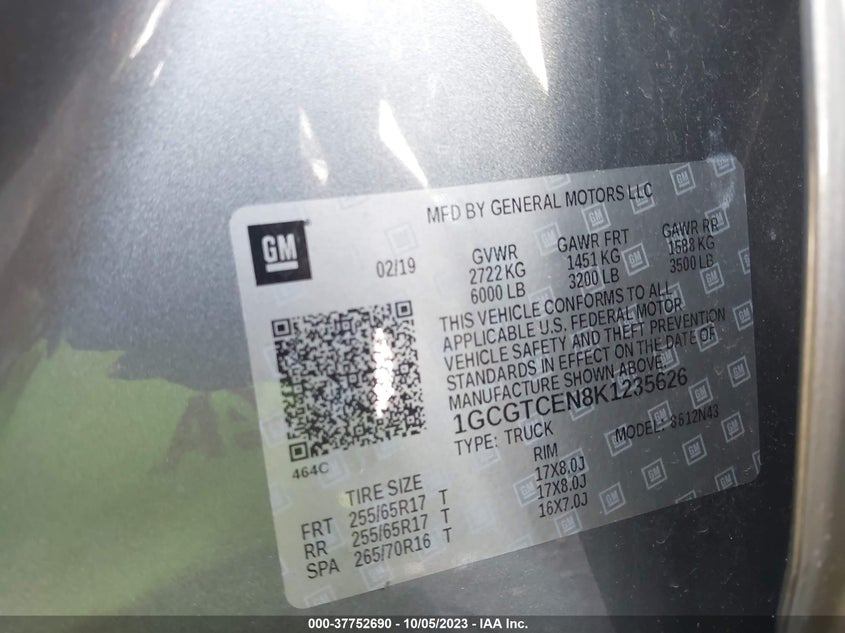 MFD BY GENERAL MOTORS LLC
GM
02/19
GVWR
2722 KG
6000 LB
GAWR FRT
1451 KG
3200 LB
GAWR RR
1588 KG
3500 LB
THIS VEHICLE CONFORMS TO ALL
APPLICABLE U.S. FEDERAL MOTOR
VEHICLE SAFETY AND THEFT PREVENTION
STANDARDS IN EFFECT ON THE DATE OF
MANUFACTURE SHOWN ABOVE.
1GCGTCEN8K1235626
TYPE: TRUCK MODEL: 8612N43
464C
TIRE SIZE RIM
FRT 255/65R17 T 17X8.0J
RR 255/65R17 T 17X8.0J
SPA 265/70R16 T 16X7.0J
000-37752690 - 10/05/2023 - IAA Inc.